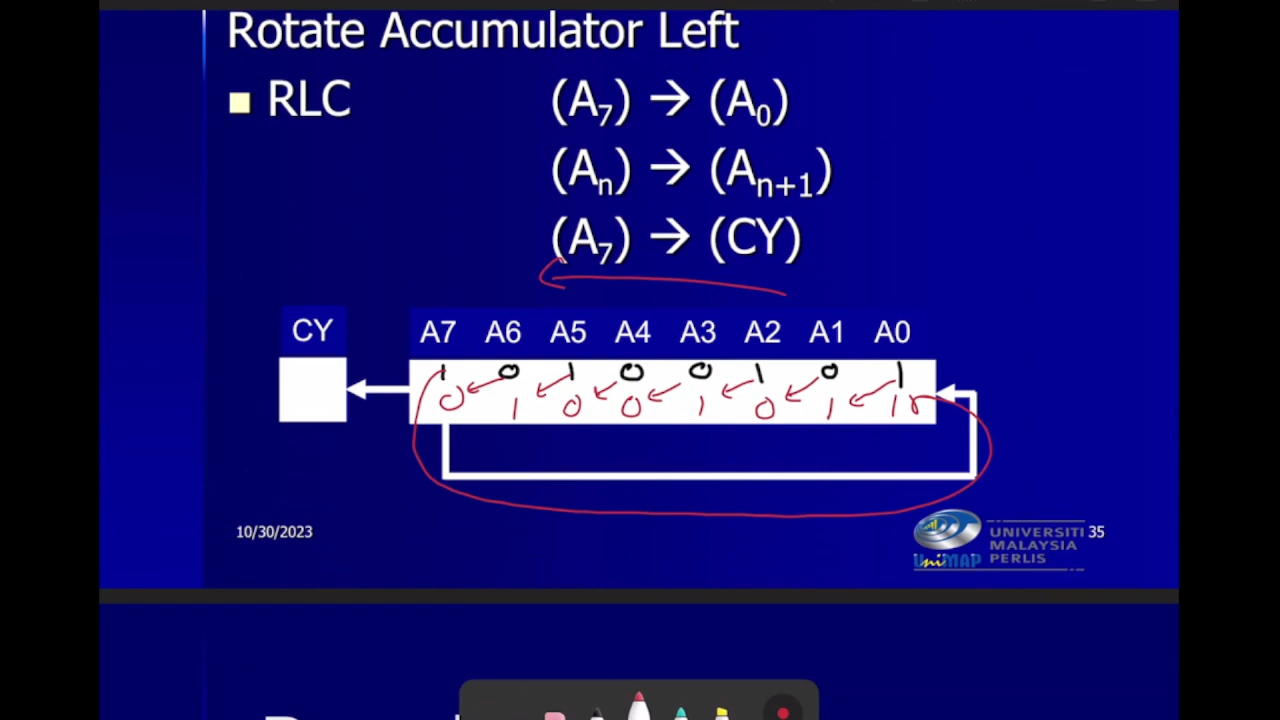 Rotate Accumulator Left
RLC (A7) → (A0)
(An) → (An+1)
(A7) → (CY)
CY A7 A6 A5 A4 A3 A2 A1 A0
1 0 1 0 0 1 0 1
0 1 0 0 1 0 1 1
10/30/2023
UniMAP
UNIVERSITI
MALAYSIA
PERLIS
35